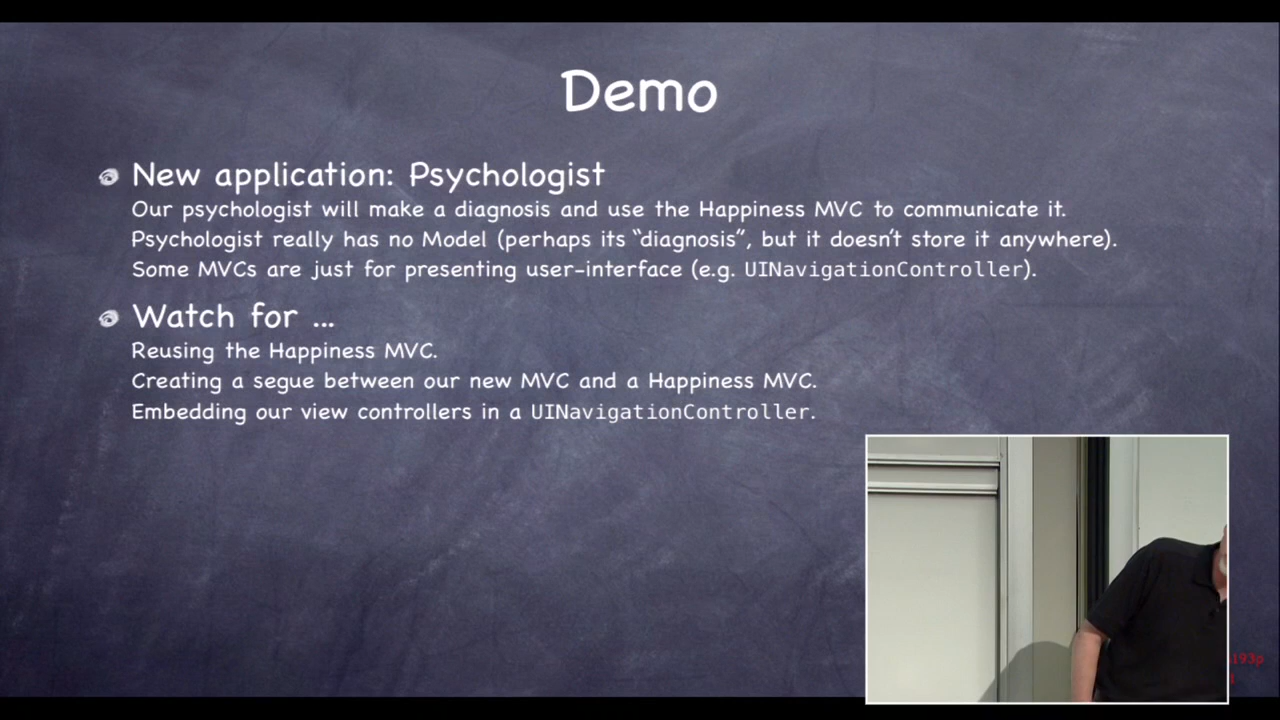 Demo
New application: Psychologist
Our psychologist will make a diagnosis and use the Happiness MVC to communicate it.
Psychologist really has no Model (perhaps its “diagnosis”, but it doesn’t store it anywhere).
Some MVCs are just for presenting user-interface (e.g. UINavigationController).
Watch for ...
Reusing the Happiness MVC.
Creating a segue between our new MVC and a Happiness MVC.
Embedding our view controllers in a UINavigationController.
193p